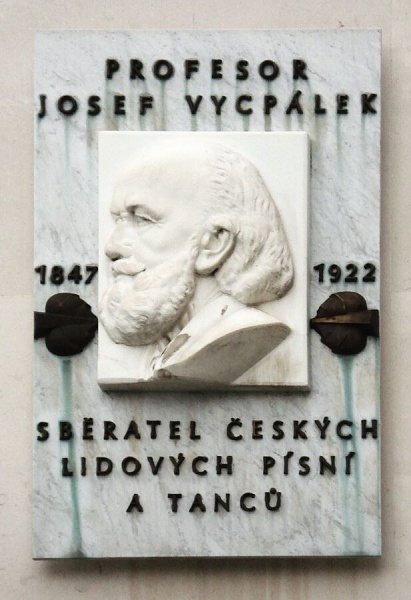 PROFESOR
JOSEF VYCPÁLEK
1847 1922
SBĚRATEL ČESKÝCH
LIDOVÝCH PÍSNÍ
A TANCŮ